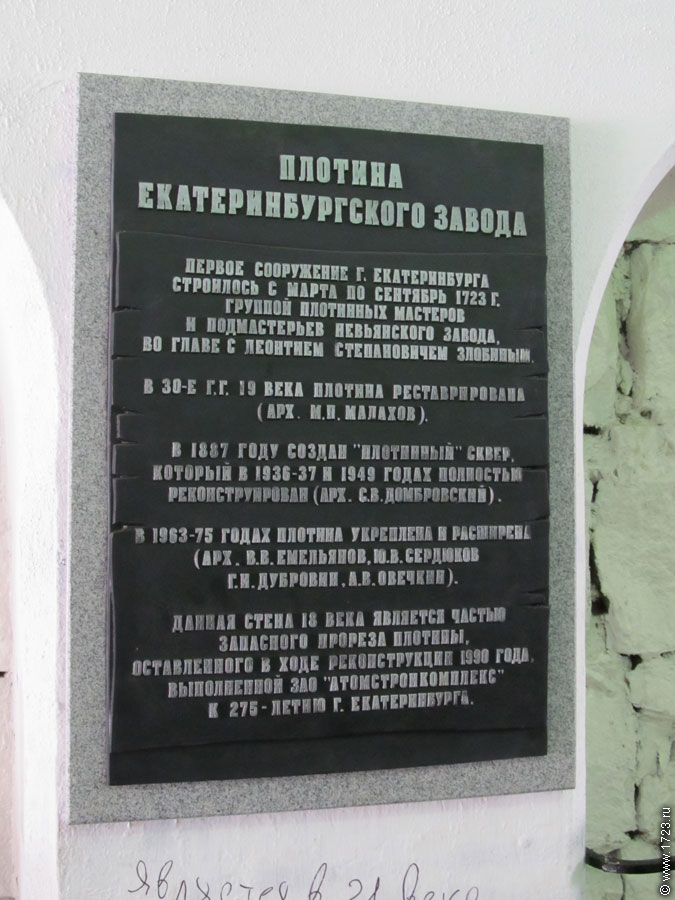 ПЛОТИНА
ЕКАТЕРИНБУРГСКОГО ЗАВОДА
ПЕРВОЕ СООРУЖЕНИЕ Г. ЕКАТЕРИНБУРГА
СТРОИЛОСЬ С МАРТА ПО СЕНТЯБРЬ 1723 Г.
ГРУППОЙ ПЛОТИННЫХ МАСТЕРОВ
И ПОДМАСТЕРЬЕВ НЕВЬЯНСКОГО ЗАВОДА,
ВО ГЛАВЕ С ЛЕОНТИЕМ СТЕПАНОВИЧЕМ ЗЛОБИНЫМ.
В 30-Е Г.Г. 19 ВЕКА ПЛОТИНА РЕСТАВРИРОВАНА
(АРХ. М.П. МАЛАХОВ).
В 1887 ГОДУ СОЗДАН "ПЛОТИННЫЙ" СКВЕР,
КОТОРЫЙ В 1936-37 И 1949 ГОДАХ ПОЛНОСТЬЮ
РЕКОНСТРУИРОВАН (АРХ. С.В.ДОМБРОВСКИЙ).
В 1963-75 ГОДАХ ПЛОТИНА УКРЕПЛЕНА И РАСШИРЕНА
(АРХ. В.В.ЕМЕЛЬЯНОВ,Ю.В.СЕРДЮКОВ
Г.И.ДУБРОВИН,А.В.ОВЕЧКИН).
ДАННАЯ СТЕНА 18 ВЕКА ЯВЛЯЕТСЯ ЧАСТЬЮ
ЗАПАСНОГО ПРОРЕЗА ПЛОТИНЫ,
ОСТАВЛЕННОГО В ХОДЕ РЕКОНСТРУКЦИИ 1990 ГОДА,
ВЫПОЛНЕННОЙ ЗАО "АТОМСТРОЙКОМПЛЕКС"
К 275-ЛЕТИЮ Г. ЕКАТЕРИНБУРГА.
является в 21 веке
© www.1723.ru